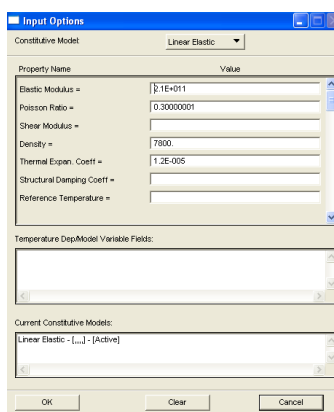 Input Options
Constitutive Model: Linear Elastic
Property Name Value
Elastic Modulus = 2.1E+011
Poisson Ratio = 0.30000001
Shear Modulus =
Density = 7800.
Thermal Expan. Coeff = 1.2E-005
Structural Damping Coeff =
Reference Temperature =
Temperature Dep/Model Variable Fields:
Current Constitutive Models:
Linear Elastic - [,,,,] - [Active]
OK Clear Cancel